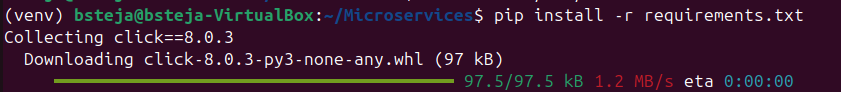 (venv) bsteja@bsteja-VirtualBox:~/Microservices$ pip install -r requirements.txt
Collecting click==8.0.3
  Downloading click-8.0.3-py3-none-any.whl (97 kB)
97.5/97.5 kB 1.2 MB/s eta 0:00:00